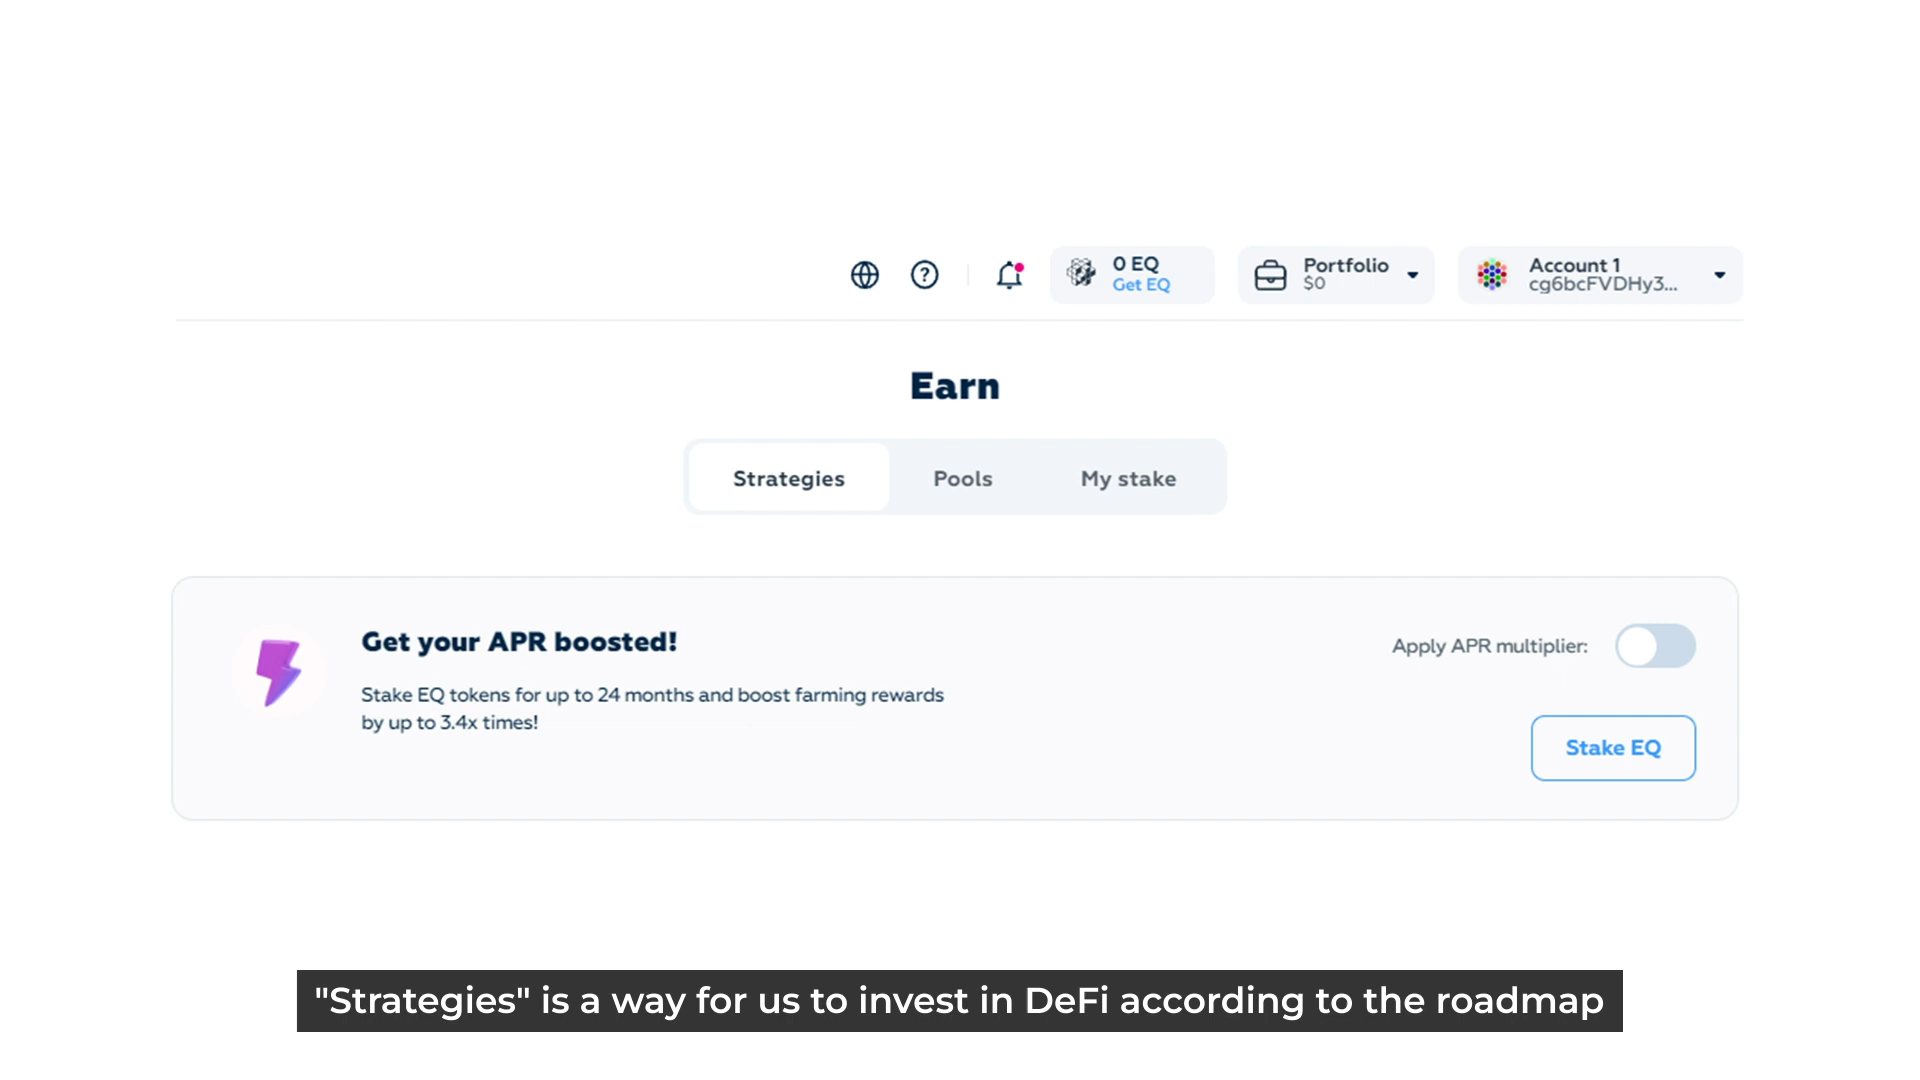 0 EQ
Get EQ
Portfolio
$0
Account 1
cg6bcFVDHy3...
Earn
Strategies
Pools
My stake
Get your APR boosted!
Stake EQ tokens for up to 24 months and boost farming rewards
by up to 3.4x times!
Apply APR multiplier:
Stake EQ
"Strategies" is a way for us to invest in DeFi according to the roadmap